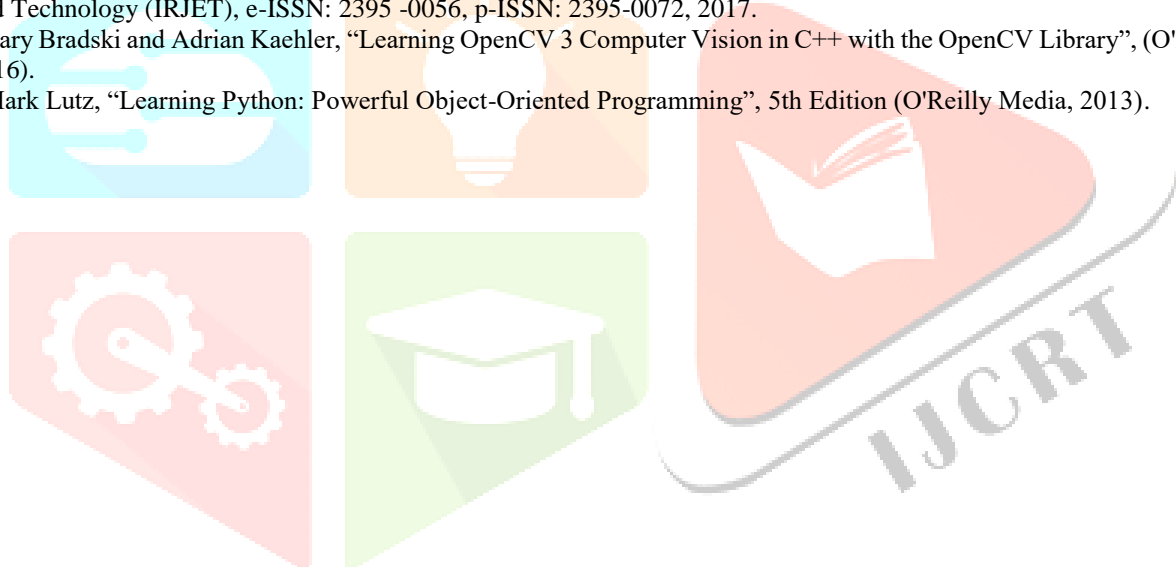 d Technology (IRJET), e-ISSN: 2395 -0056, p-ISSN: 2395-0072, 2017.
ary Bradski and Adrian Kaehler, “Learning OpenCV 3 Computer Vision in C++ with the OpenCV Library”, (O'
16).
Mark Lutz, “Learning Python: Powerful Object-Oriented Programming”, 5th Edition (O'Reilly Media, 2013).
IJCRT